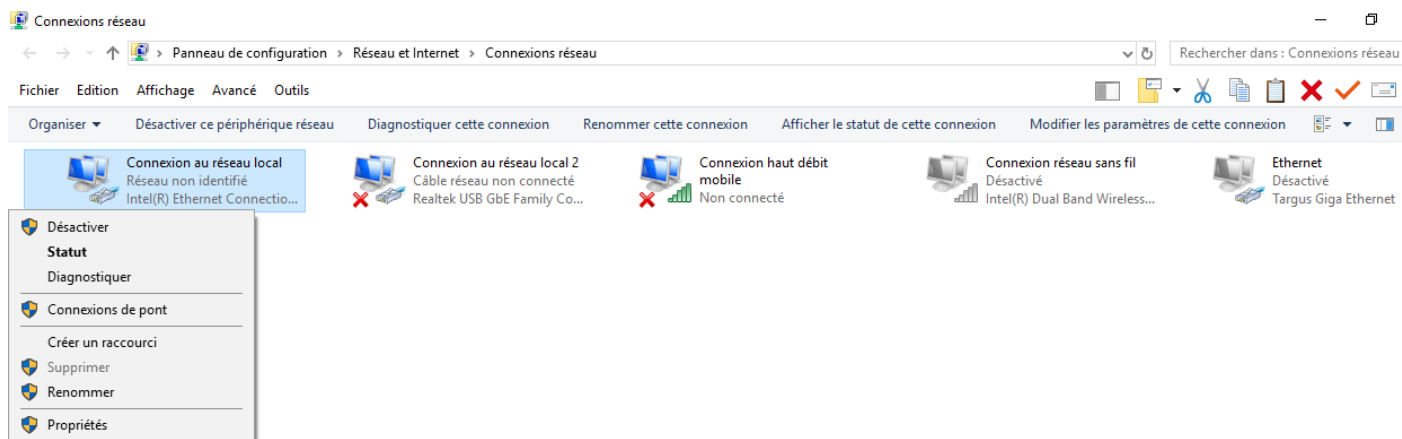 Connexions réseau
Panneau de configuration > Réseau et Internet > Connexions réseau
Rechercher dans : Connexions réseau
Fichier Edition Affichage Avancé Outils
Organiser Désactiver ce périphérique réseau Diagnostiquer cette connexion Renommer cette connexion Afficher le statut de cette connexion Modifier les paramètres de cette connexion
Connexion au réseau local
Réseau non identifié
Intel(R) Ethernet Connectio...
Connexion au réseau local 2
Câble réseau non connecté
Realtek USB GbE Family Co...
Connexion haut débit
mobile
Non connecté
Connexion réseau sans fil
Désactivé
Intel(R) Dual Band Wireless...
Ethernet
Désactivé
Targus Giga Ethernet
Désactiver
Statut
Diagnostiquer
Connexions de pont
Créer un raccourci
Supprimer
Renommer
Propriétés